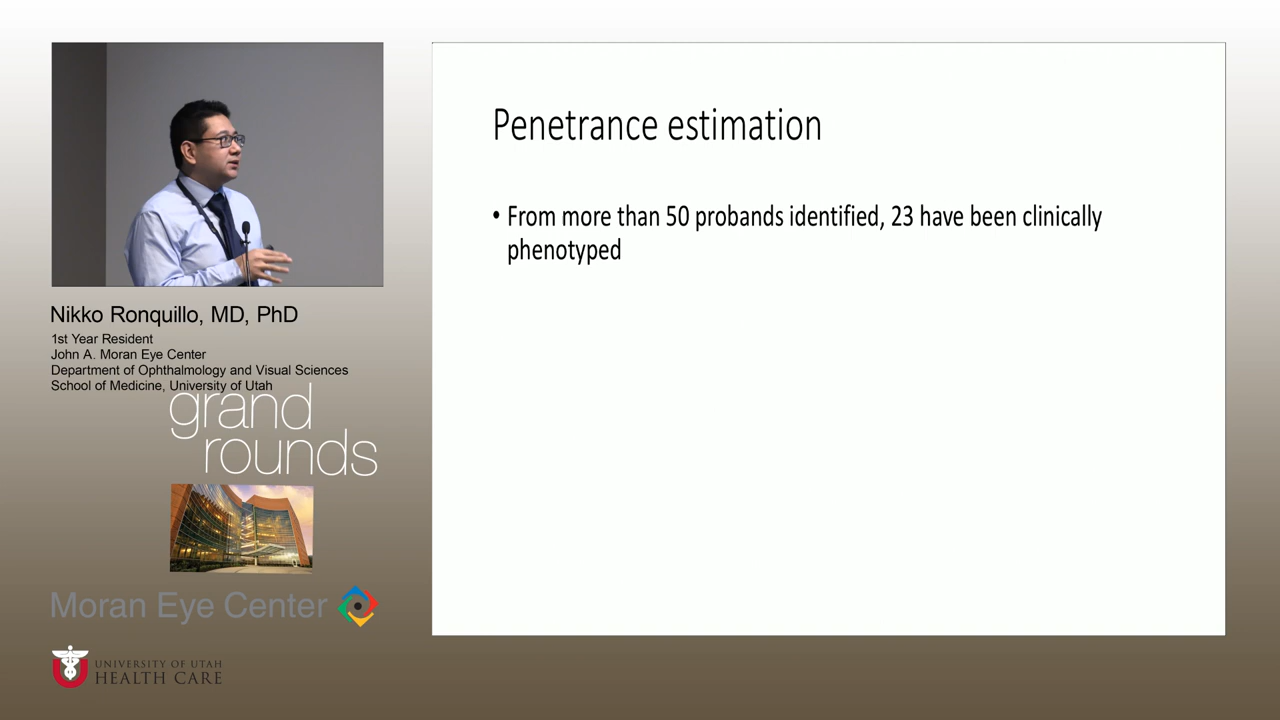 Penetrance estimation
• From more than 50 probands identified, 23 have been clinically
phenotyped
Nikko Ronquillo, MD, PhD
1st Year Resident
John A. Moran Eye Center
Department of Ophthalmology and Visual Sciences
School of Medicine, University of Utah
grand
rounds
Moran Eye Center
UNIVERSITY OF UTAH
HEALTH CARE